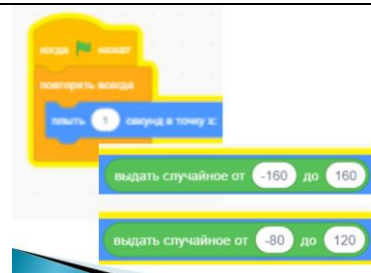 когда нажат
повторять всегда
плыть 1 секунд в точку x:
выдать случайное от -160 до 160
выдать случайное от -80 до 120